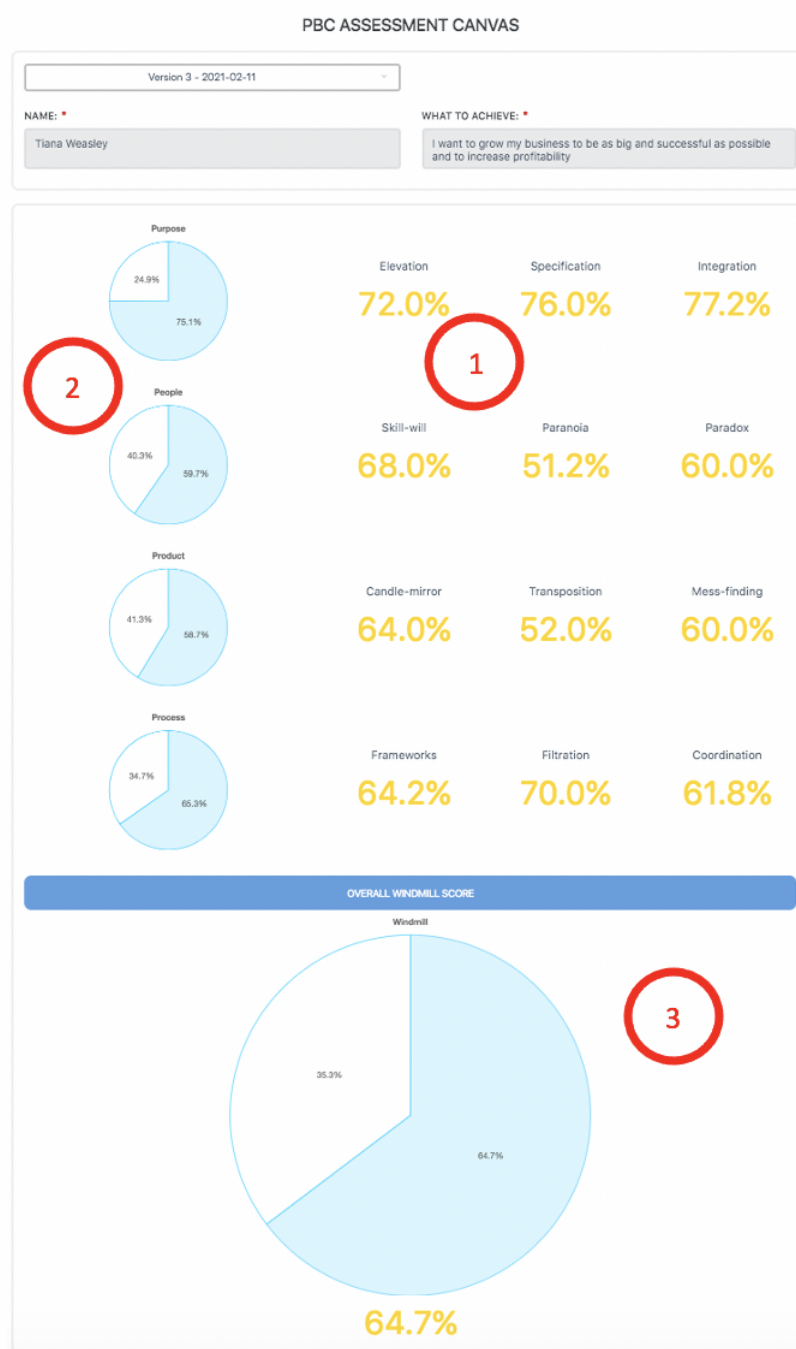 PBC ASSESSMENT CANVAS
Version 3 - 2021-02-11
NAME: *
WHAT TO ACHIEVE: *
Tiana Weasley
I want to grow my business to be as big and successful as possible
and to increase profitability
Purpose
24.9%
75.1%
Elevation
72.0%
Specification
76.0%
Integration
77.2%
1
2
People
40.3%
59.7%
Skill-will
68.0%
Paranoia
51.2%
Paradox
60.0%
Product
41.3%
58.7%
Candle-mirror
64.0%
Transposition
52.0%
Mess-finding
60.0%
Process
34.7%
65.3%
Frameworks
64.2%
Filtration
70.0%
Coordination
61.8%
OVERALL WINDMILL SCORE
Windmill
3
35.3%
64.7%
64.7%